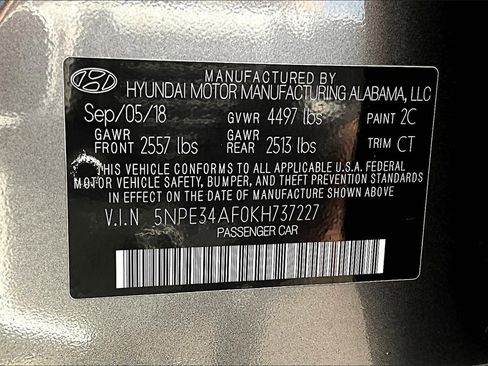 MANUFACTURED BY
HYUNDAI MOTOR MANUFACTURING ALABAMA, LLC
Sep/05/18 GVWR 4497 lbs PAINT 2C
GAWR FRONT 2557 lbs GAWR REAR 2513 lbs TRIM CT
THIS VEHICLE CONFORMS TO ALL APPLICABLE U.S.A. FEDERAL
MOTOR VEHICLE SAFETY, BUMPER, AND THEFT PREVENTION STANDARDS
IN EFFECT ON THE DATE OF MANUFACTURE SHOWN ABOVE.
V.I.N 5NPE34AF0KH737227
PASSENGER CAR